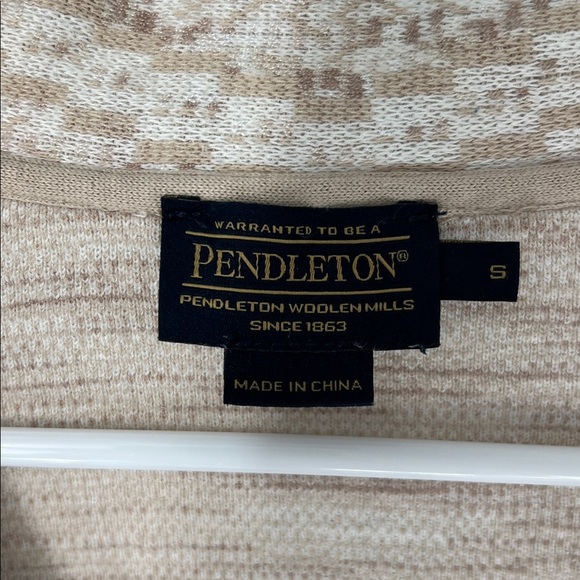 WARRANTED TO BE A
PENDLETON®
PENDLETON WOOLEN MILLS
SINCE 1863
S
MADE IN CHINA